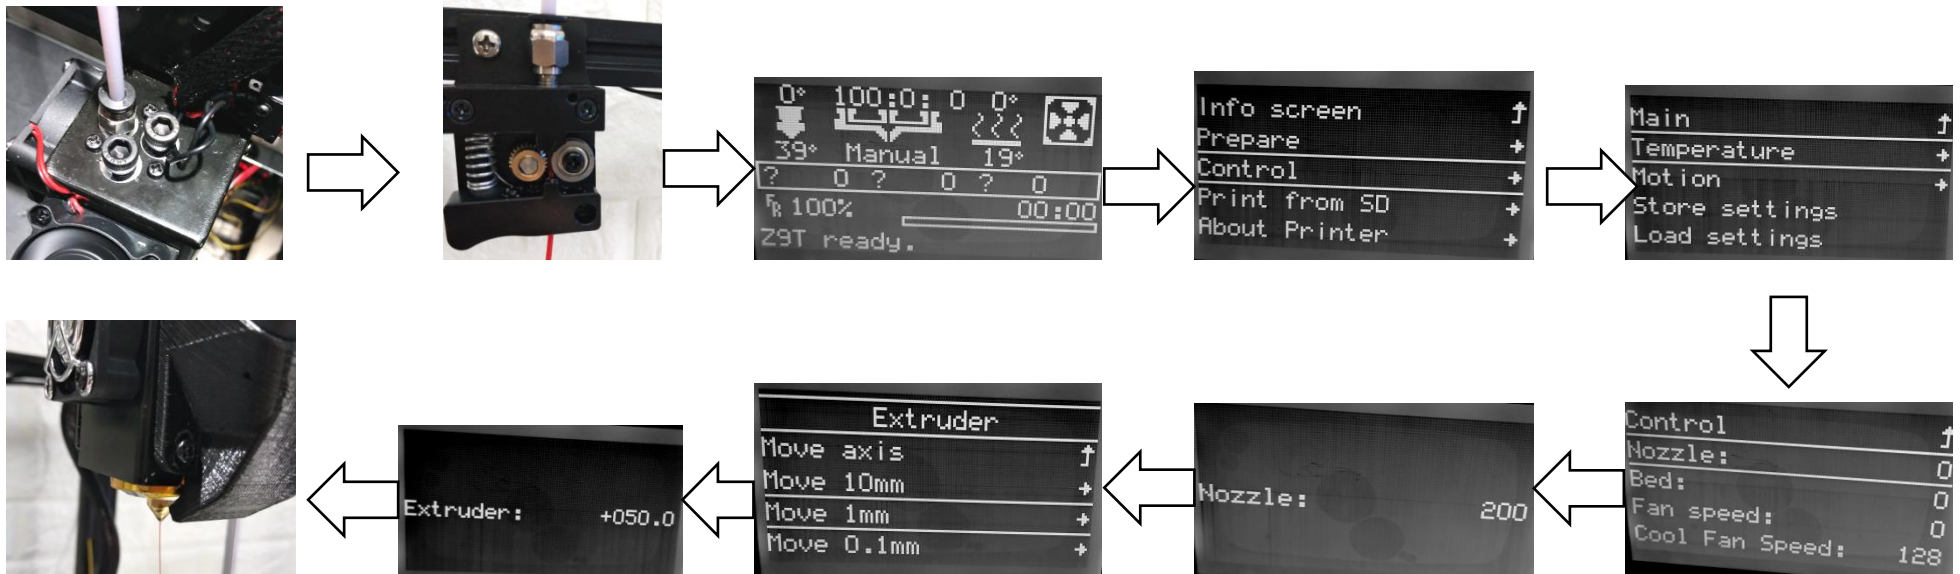 0° 100:0: 0 0°
39° Manual 19°
? 0 ? 0 ? 0
FR 100% 00:00
Z9T ready.
Info screen
Prepare
Control
Print from SD
About Printer
Main
Temperature
Motion
Store settings
Load settings
Control
Nozzle: 0
Bed: 0
Fan speed: 0
Cool Fan Speed: 128
Nozzle: 200
Extruder
Move axis
Move 10mm
Move 1mm
Move 0.1mm
Extruder: +050.0